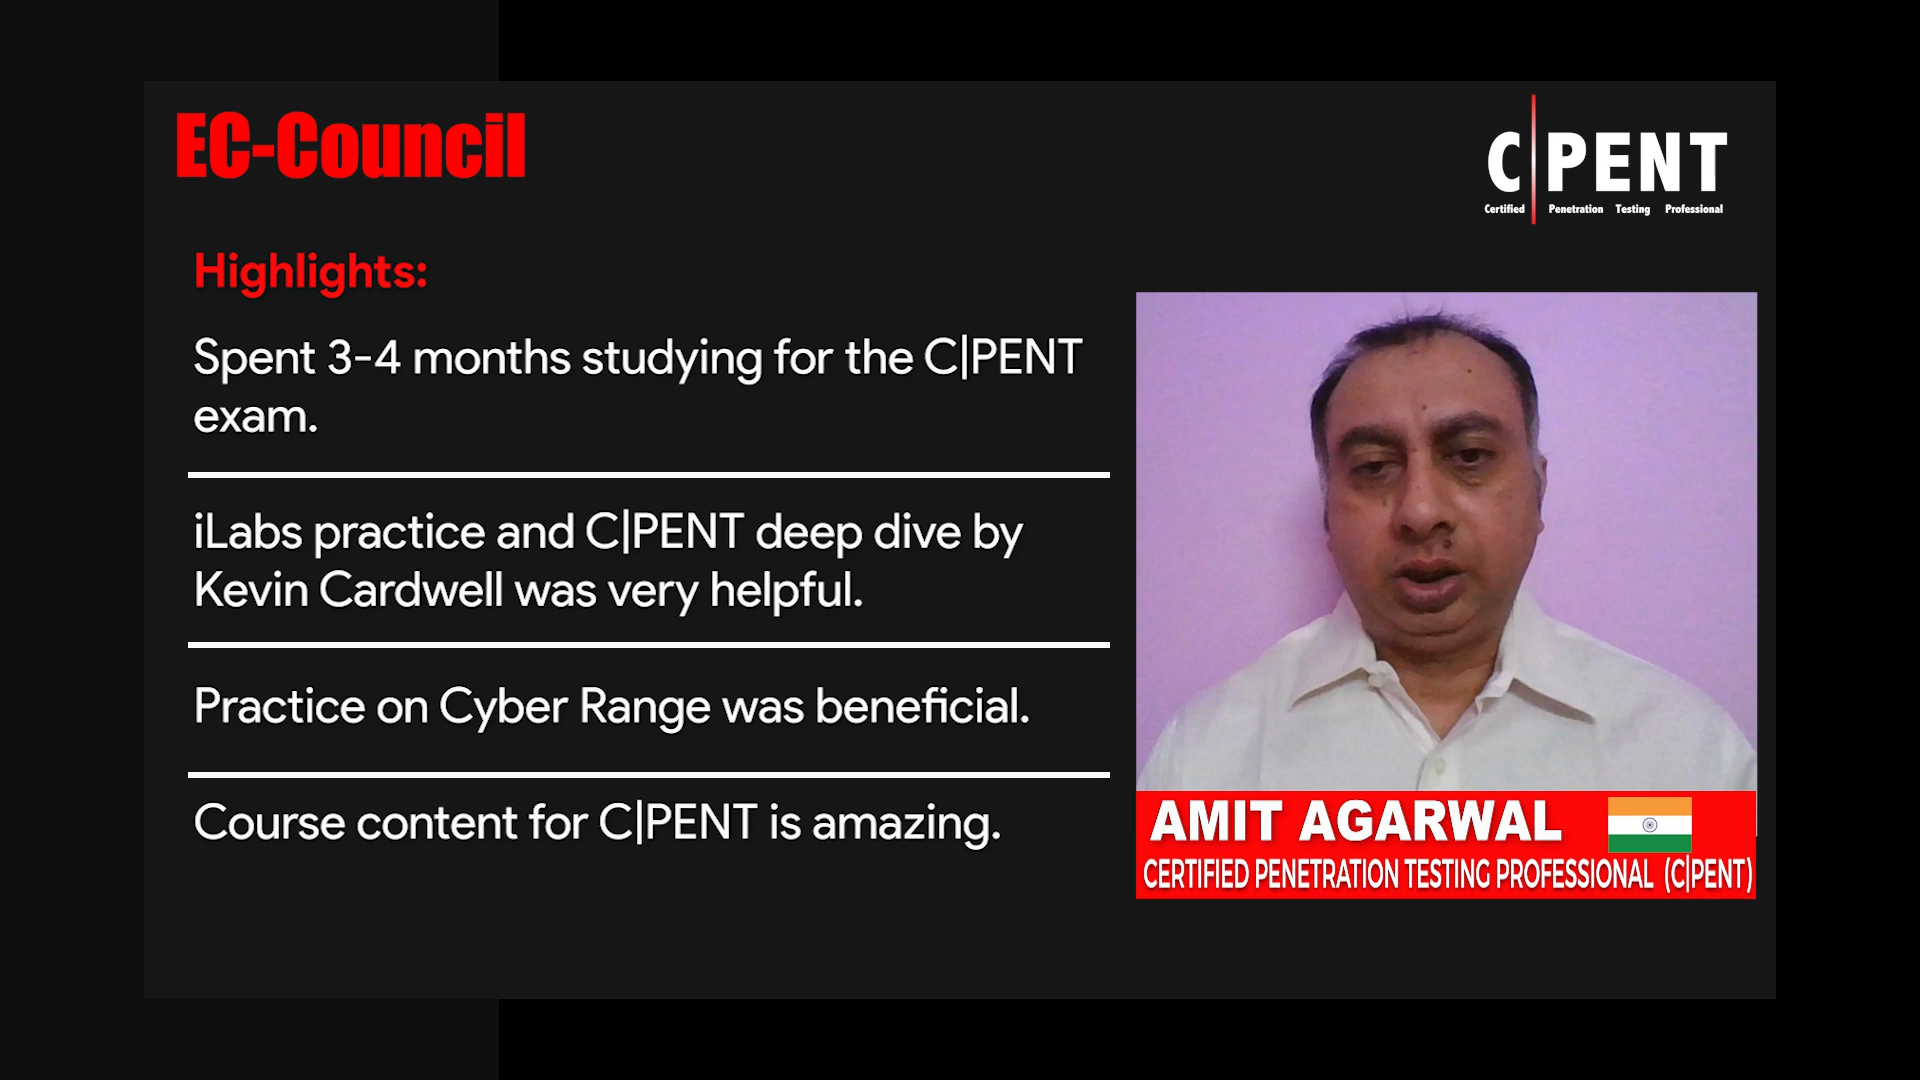 EC-Council
C|PENT
Certified Penetration Testing Professional
Highlights:
Spent 3-4 months studying for the C|PENT
exam.
iLabs practice and C|PENT deep dive by
Kevin Cardwell was very helpful.
Practice on Cyber Range was beneficial.
Course content for C|PENT is amazing.
AMIT AGARWAL
CERTIFIED PENETRATION TESTING PROFESSIONAL (C|PENT)